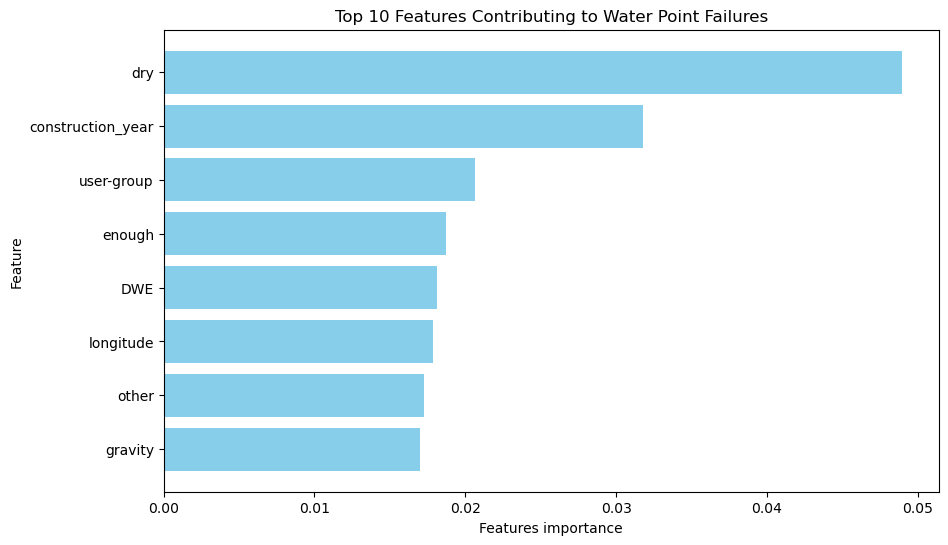 Top 10 Features Contributing to Water Point Failures
Feature
dry
construction_year
user-group
enough
DWE
longitude
other
gravity
0.00 0.01 0.02 0.03 0.04 0.05
Features importance